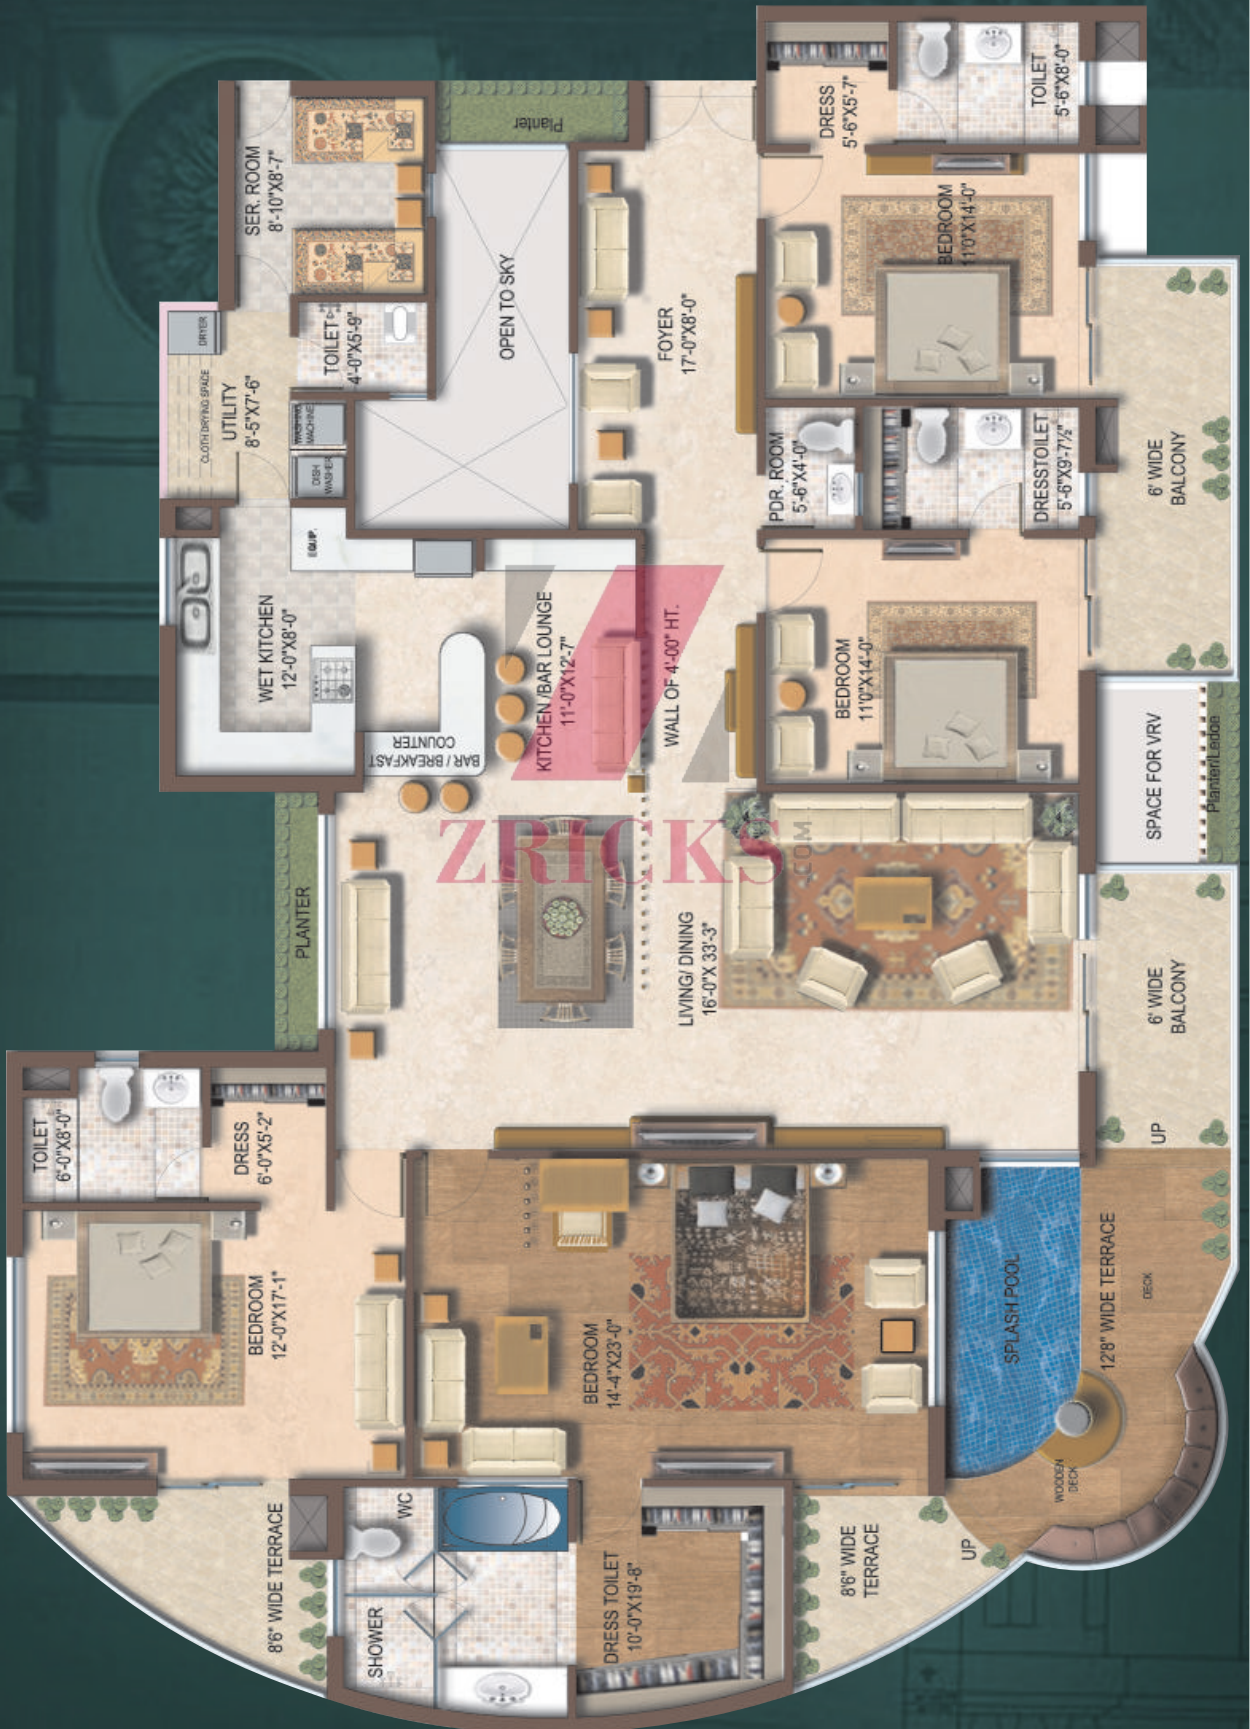 SER. ROOM
8'-10"X8'-7"
Planter
DRESS
5'-6"X5'-7"
TOILET
5'-6"X8'-0"
BEDROOM
11'0"X14'-0"
OPEN TO SKY
FOYER
17'-0"X8'-0"
DRYER
CLOTH DRYING SPACE
UTILITY
8'-5"X7'-6"
TOILET
4'-0"X5'-9"
WASHING
MACHINE
DISH
WASHER
PDR. ROOM
5'-6"X4'-0"
DRESSTOILET
5'-6"X9'-7½"
6' WIDE
BALCONY
EQUIP.
WET KITCHEN
12'-0"X8'-0"
BAR / BREAKFAST
COUNTER
KITCHEN /BAR LOUNGE
11'-0"X12'-7"
WALL OF 4'-00" HT.
BEDROOM
11'0"X14'-0"
SPACE FOR VRV
Planter/Ledge
ZRICKS
.COM
PLANTER
LIVING/ DINING
16'-0"X 33'-3"
6' WIDE
BALCONY
UP
TOILET
6'-0"X8'-0"
DRESS
6'-0"X5'-2"
BEDROOM
12'-0"X17'-1"
BEDROOM
14'-4"X23'-0"
SPLASH POOL
12'8" WIDE TERRACE
DECK
WOODEN
DECK
8'6" WIDE TERRACE
WC
SHOWER
DRESS TOILET
10'-0"X19'-8"
8'6" WIDE
TERRACE
UP